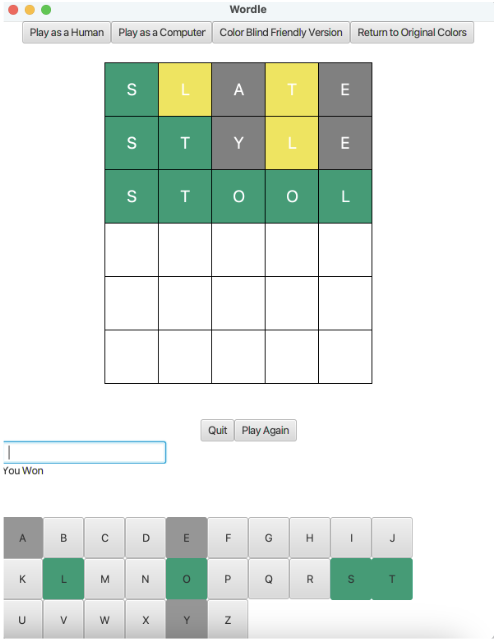 Wordle
Play as a Human Play as a Computer Color Blind Friendly Version Return to Original Colors
S L A T E
S T Y L E
S T O O L
Quit Play Again
You Won
A B C D E F G H I J
K L M N O P Q R S T
U V W X Y Z